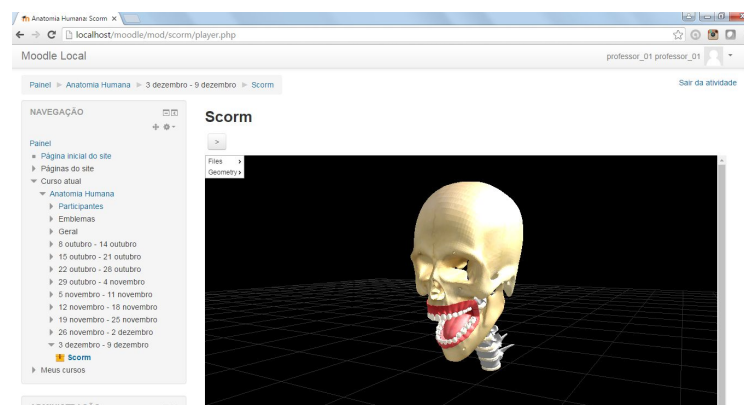 Anatomia Humana: Scorm
localhost/moodle/mod/scorm/player.php
Moodle Local
professor_01 professor_01
Painel Anatomia Humana 3 dezembro - 9 dezembro Scorm
Sair da atividade
NAVEGAÇÃO
Painel
Página inicial do site
Páginas do site
Curso atual
Anatomia Humana
Participantes
Emblemas
Geral
8 outubro - 14 outubro
15 outubro - 21 outubro
22 outubro - 28 outubro
29 outubro - 4 novembro
5 novembro - 11 novembro
12 novembro - 18 novembro
19 novembro - 25 novembro
26 novembro - 2 dezembro
3 dezembro - 9 dezembro
Scorm
Meus cursos
Scorm
>
Files >
Geometry >